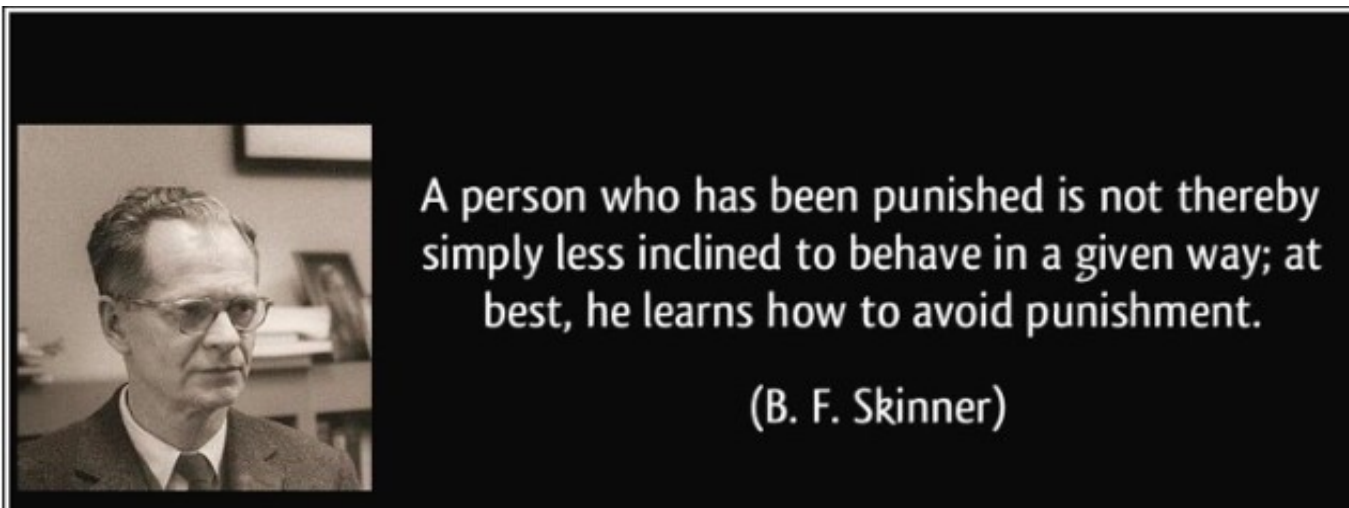 A person who has been punished is not thereby
simply less inclined to behave in a given way; at
best, he learns how to avoid punishment.
(B. F. Skinner)